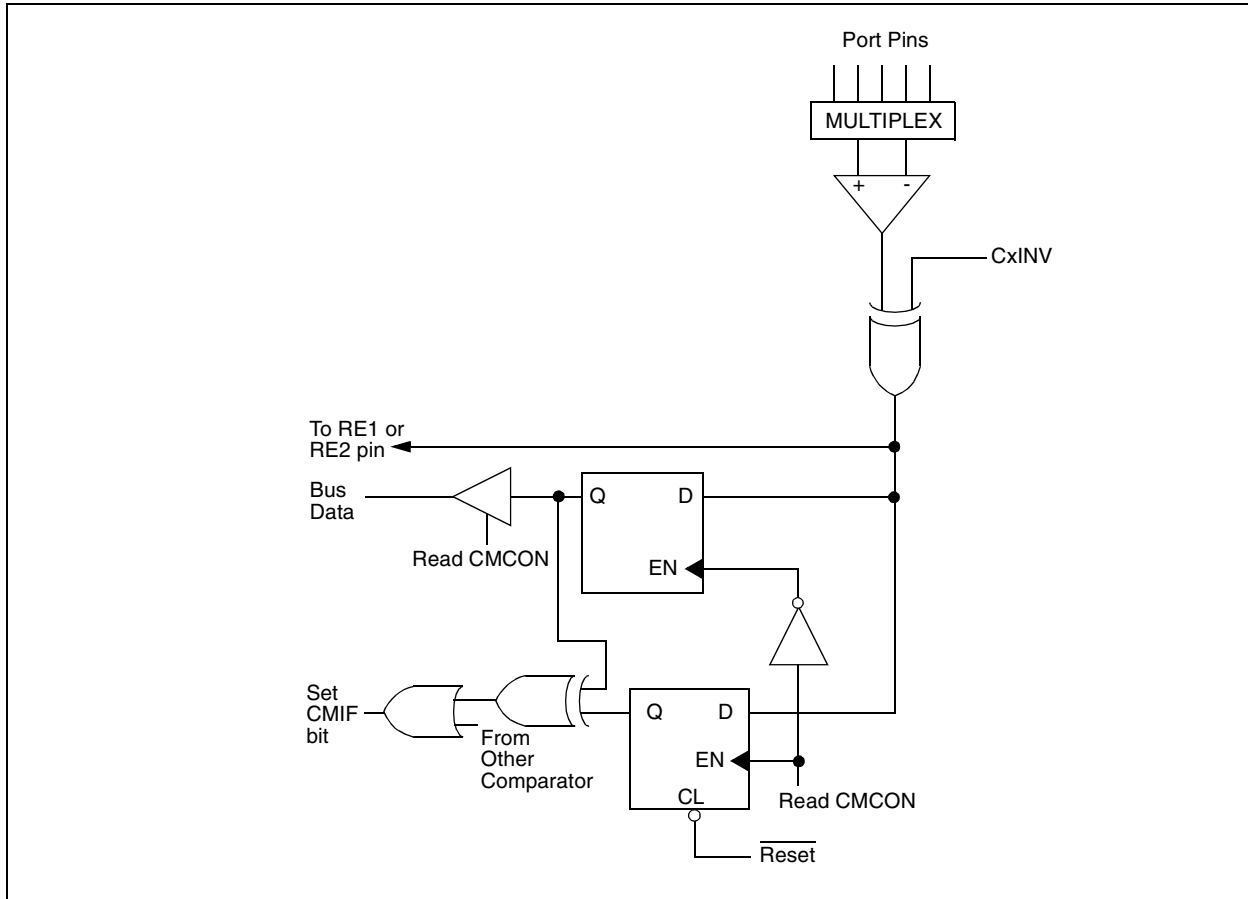 Port Pins
MULTIPLEX
+ -
CxINV
To RE1 or
RE2 pin
Bus
Data
Q D
Read CMCON
EN
Set
CMIF
bit
From
Other
Comparator
Q D
EN
CL
Read CMCON
Reset